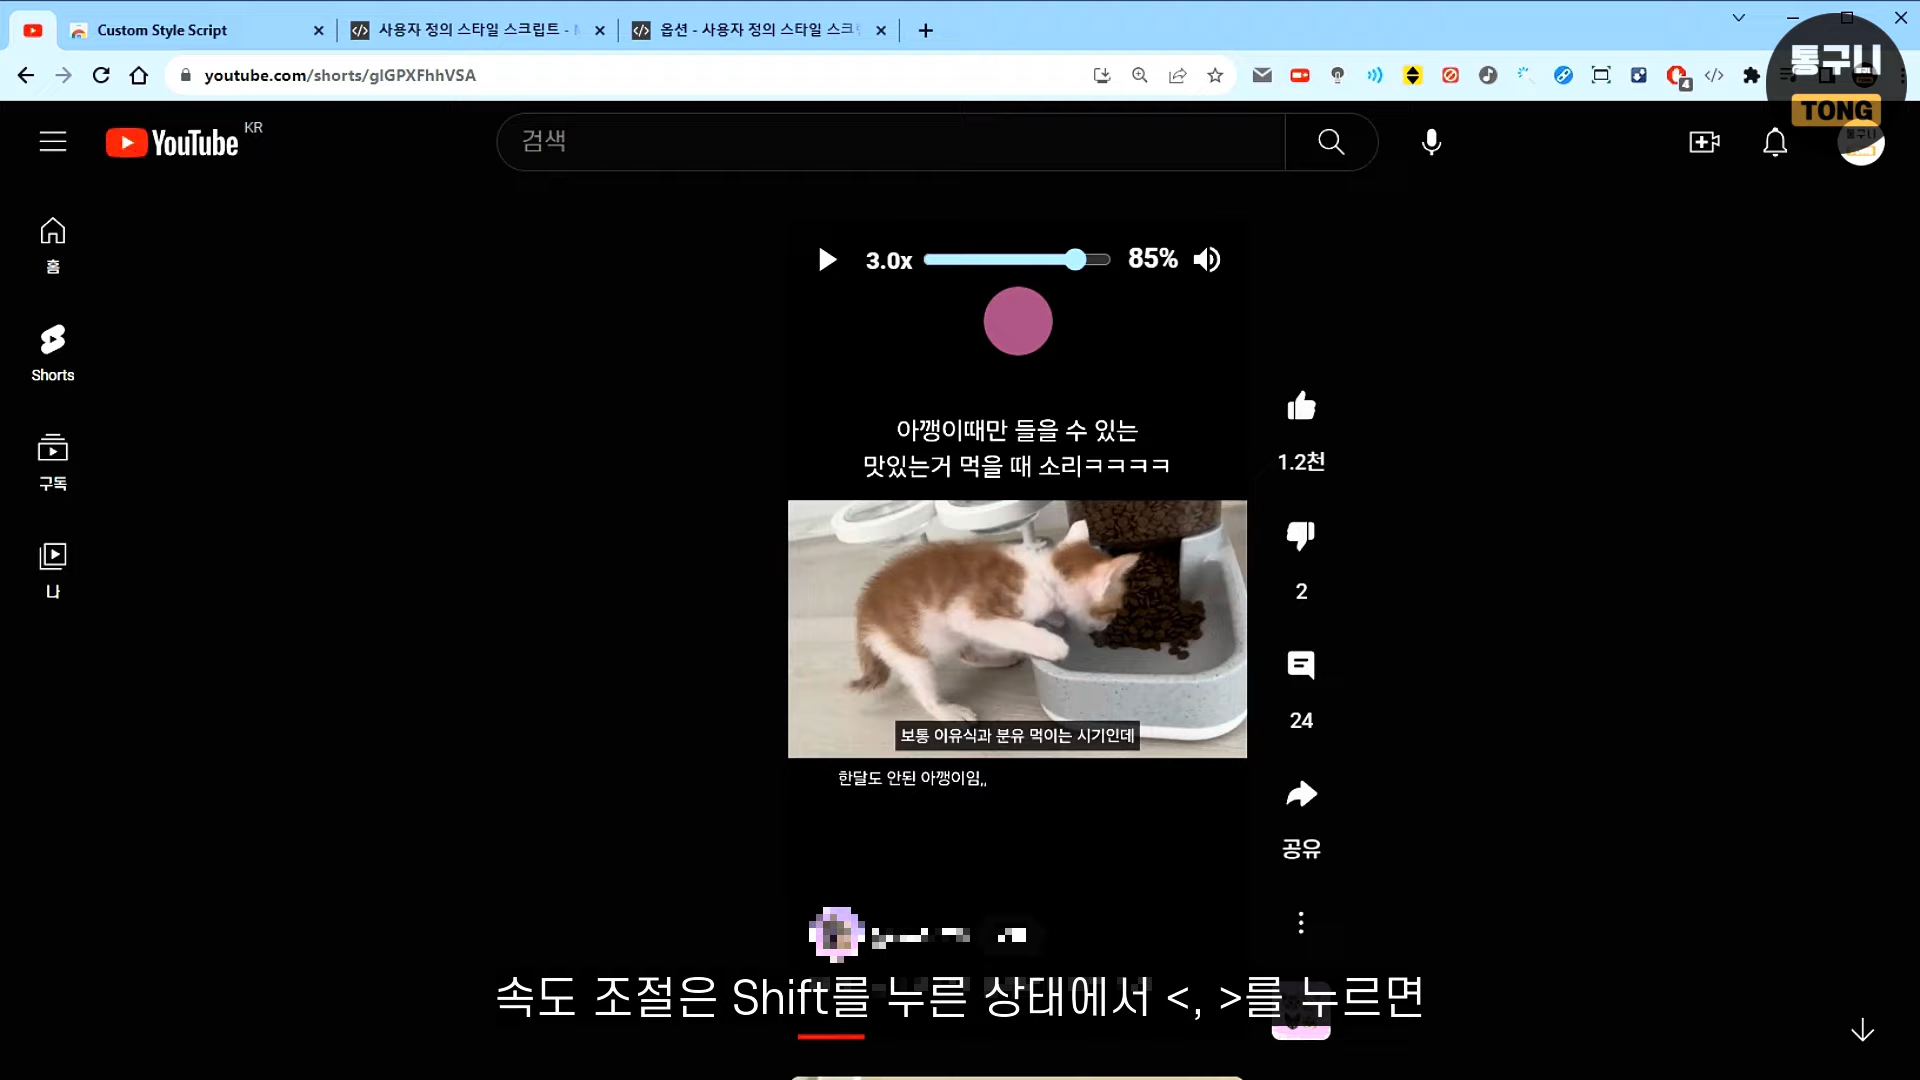 Custom Style Script
사용자 정의 스타일 스크립트 -
옵션 - 사용자 정의 스타일 스크
youtube.com/shorts/glGPXFhhVSA
4
통구니
TONG
YouTube KR
검색
홈
Shorts
구독
나
3.0x
85%
아깽이때만 들을 수 있는
맛있는거 먹을 때 소리ㅋㅋㅋㅋ
보통 이유식과 분유 먹이는 시기인데
한달도 안된 아깽이임,,
1.2천
2
24
공유
속도 조절은 Shift를 누른 상태에서 <, >를 누르면